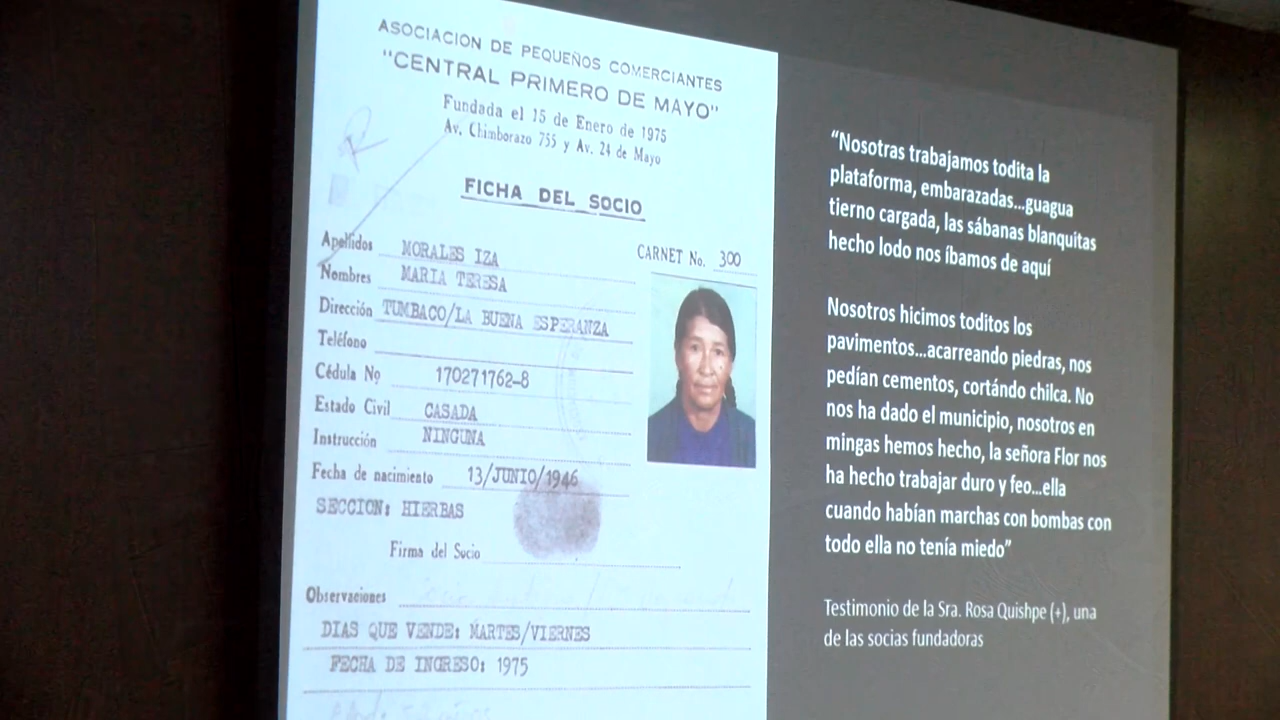 ASOCIACION DE PEQUEÑOS COMERCIANTES
"CENTRAL PRIMERO DE MAYO"
Fundada el 15 de Enero de 1975
Av. Chimborazo 755 y Av. 24 de Mayo
FICHA DEL SOCIO
CARNET No. 300
Apellidos MORALES IZA
Nombres MARIA TERESA
Dirección TUMBACO/LA BUENA ESPERANZA
Teléfono
Cédula No 170271762-8
Estado Civil CASADA
Instrucción NINGUNA
Fecha de nacimiento 13/JUNIO/1946
SECCION: HIERBAS
Firma del Socio
Observaciones
DIAS QUE VENDE: MARTES/VIERNES
FECHA DE INGRESO: 1975
“Nosotras trabajamos todita la
plataforma, embarazadas...guagua
tierno cargada, las sábanas blanquitas
hecho lodo nos íbamos de aquí
Nosotros hicimos toditos los
pavimentos...acarreando piedras, nos
pedían cementos, cortándo chilca. No
nos ha dado el municipio, nosotros en
mingas hemos hecho, la señora Flor nos
ha hecho trabajar duro y feo...ella
cuando habían marchas con bombas con
todo ella no tenía miedo”
Testimonio de la Sra. Rosa Quishpe (+), una
de las socias fundadoras